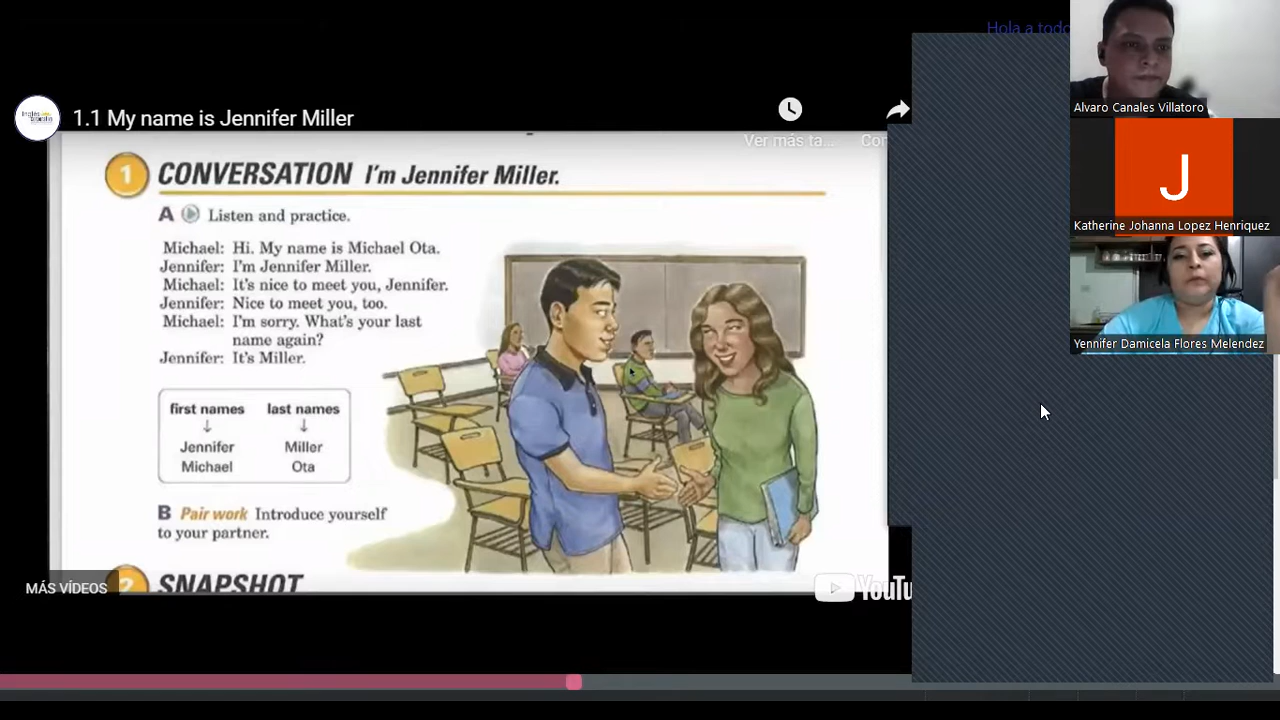 Hola a todo
1.1 My name is Jennifer Miller
Ver más ta...
1 CONVERSATION I'm Jennifer Miller.
A Listen and practice.
Michael: Hi. My name is Michael Ota.
Jennifer: I'm Jennifer Miller.
Michael: It's nice to meet you, Jennifer.
Jennifer: Nice to meet you, too.
Michael: I'm sorry. What's your last
name again?
Jennifer: It's Miller.
first names last names
↓ ↓
Jennifer Miller
Michael Ota
B Pair work Introduce yourself
to your partner.
2 SNAPSHOT
MÁS VÍDEOS
YouTu
Alvaro Canales Villatoro
J
Katherine Johanna Lopez Henriquez
Yennifer Damicela Flores Melendez